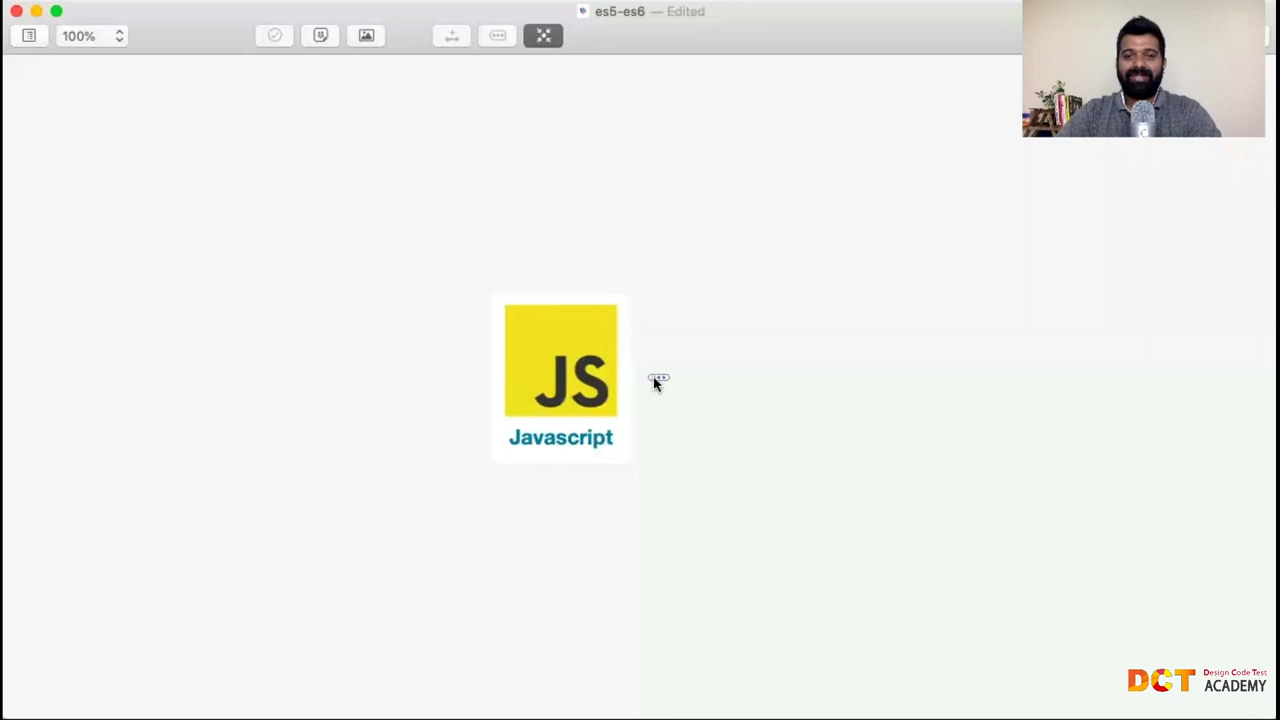 es5-es6 — Edited
100%
JS
Javascript
DCT Design Code Test
ACADEMY